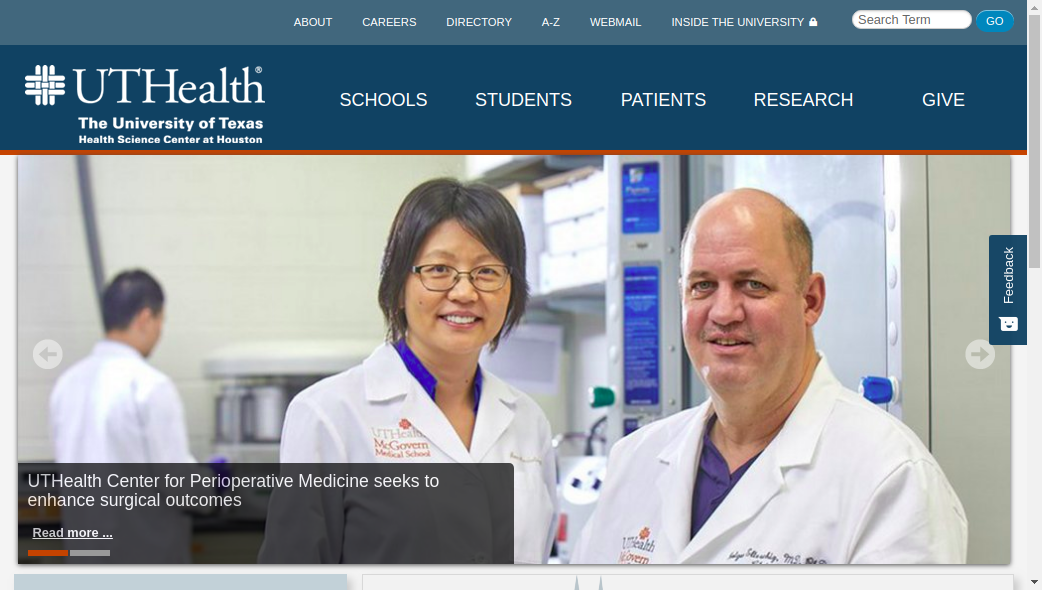 ABOUT CAREERS DIRECTORY A-Z WEBMAIL INSIDE THE UNIVERSITY Search Term GO
UTHealth®
The University of Texas
Health Science Center at Houston
SCHOOLS STUDENTS PATIENTS RESEARCH GIVE
Feedback
UTHealth
McGovern
Medical School
UTHealth
McGovern
UTHealth Center for Perioperative Medicine seeks to
enhance surgical outcomes
Read more ...